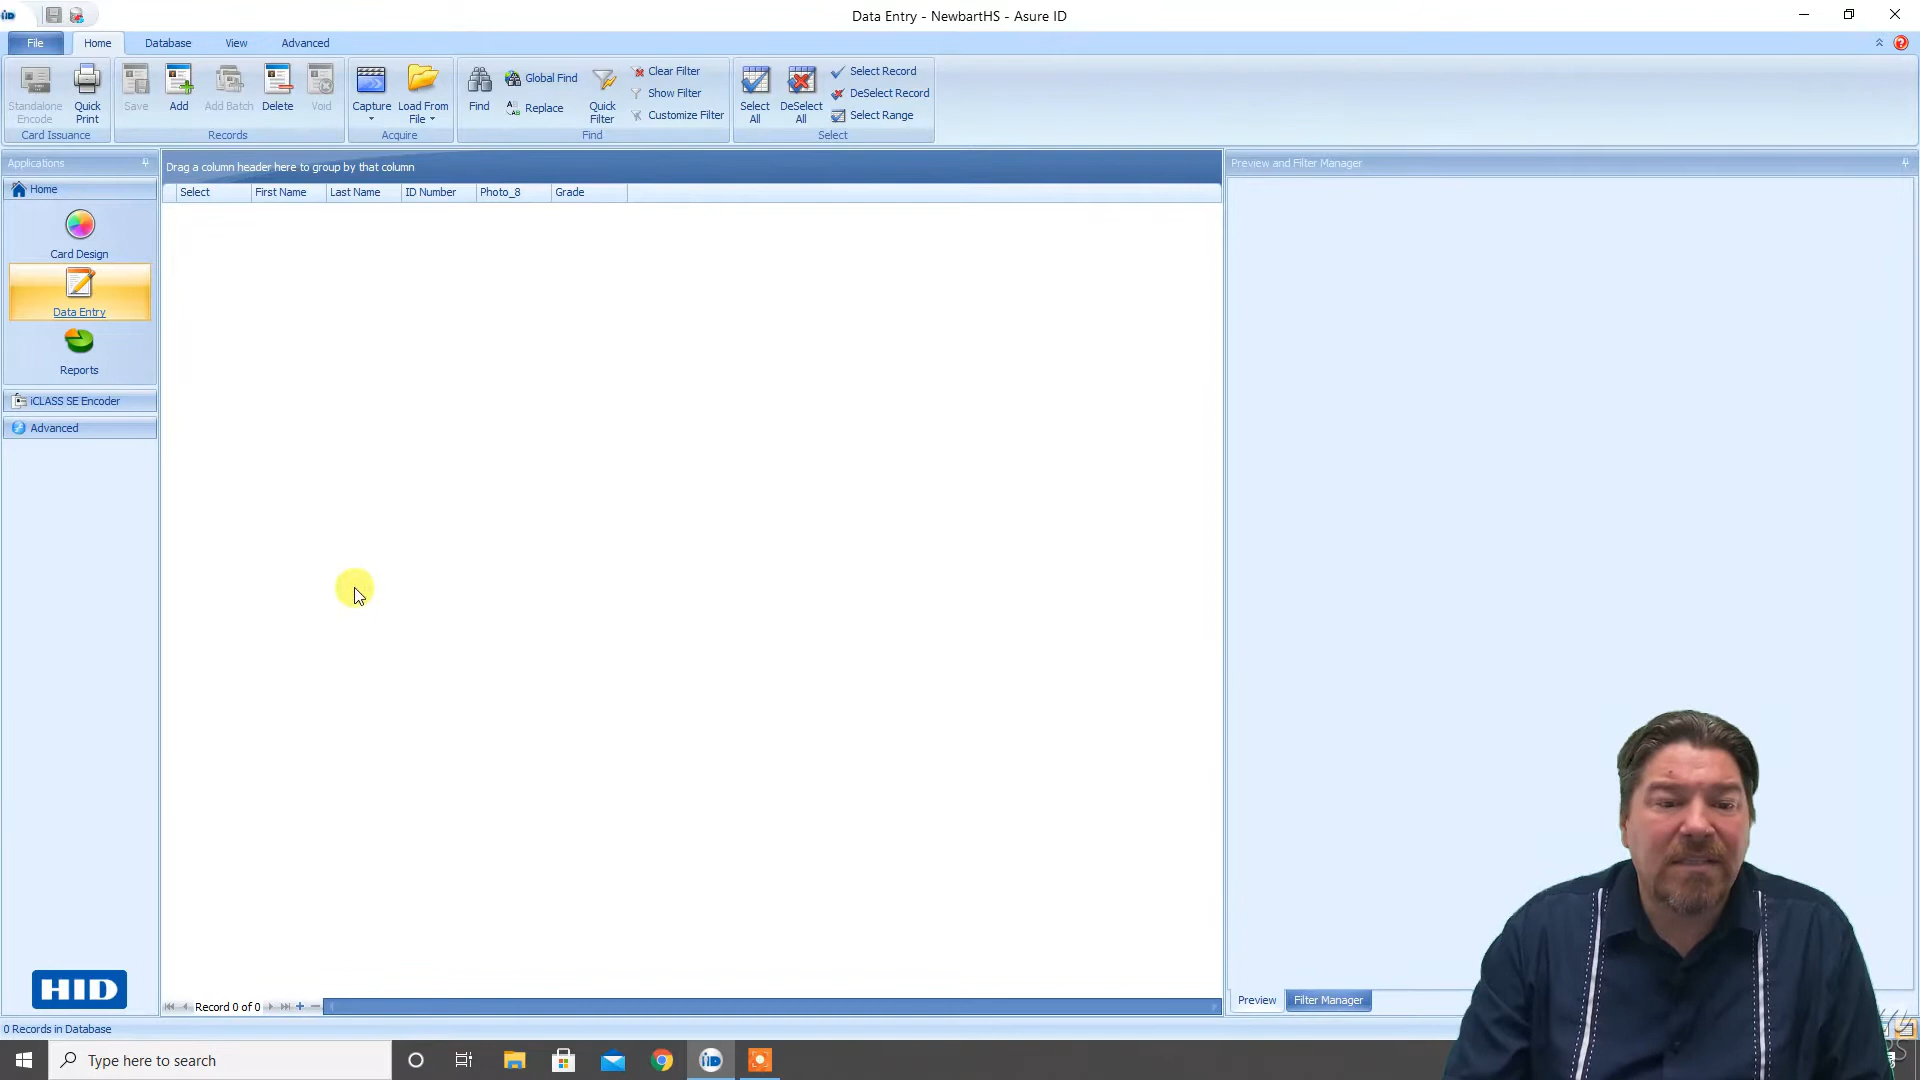 Data Entry - NewbartHS - Asure ID
File Home Database View Advanced
Standalone Encode
Quick Print
Card Issuance
Save
Add
Add Batch
Delete
Void
Records
Capture
Load From File
Acquire
Find
Global Find
Replace
Quick Filter
Clear Filter
Show Filter
Customize Filter
Find
Select All
DeSelect All
Select Record
DeSelect Record
Select Range
Select
Applications
Home
Card Design
Data Entry
Reports
iCLASS SE Encoder
Advanced
HID
Drag a column header here to group by that column
Select First Name Last Name ID Number Photo_8 Grade
Record 0 of 0
Preview and Filter Manager
Preview Filter Manager
0 Records in Database
Type here to search